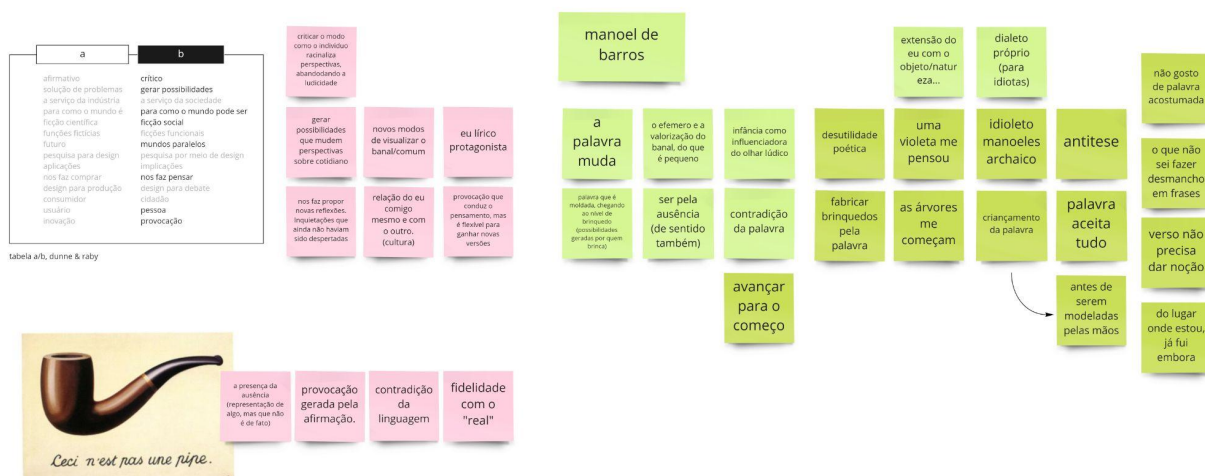 a
b
afirmativo
solução de problemas
a serviço da indústria
para como o mundo é
ficção científica
funções fictícias
futuro
pesquisa para design
aplicações
nos faz comprar
design para produção
consumidor
usuário
inovação
crítico
gerar possibilidades
a serviço da sociedade
para como o mundo pode ser
ficção social
ficções funcionais
mundos paralelos
pesquisa por meio de design
implicações
nos faz pensar
design para debate
cidadão
pessoa
provocação
tabela a/b, dunne & raby
criticar o modo
como o indivíduo
racionaliza
perspectivas,
abandodando a
ludicidade
gerar
possibilidades
que mudem
perspectivas
sobre cotidiano
novos modos
de visualizar o
banal/comum
eu lírico
protagonista
nos faz propor
novas reflexões.
Inquietações que
ainda não haviam
sido despertadas
relação do eu
comigo
mesmo e com
o outro.
(cultura)
provocação que
conduz o
pensamento, mas
é flexível para
ganhar novas
versões
Ceci n'est pas une pipe.
a presença da
ausência
(representação de
algo, mas que não
é de fato)
provocação
gerada pela
afirmação.
contradição
da
linguagem
fidelidade
com o
"real"
manoel de
barros
a
palavra
muda
o efemero e a
valorização do
banal, do que
é pequeno
infância como
influenciadora
do olhar lúdico
palavra que é
moldada, chegando
ao nível de
brinquedo
(possibilidades
geradas por quem
brinca)
ser pela
ausência
(de sentido
também)
contradição
da palavra
avançar
para o
começo
extensão do
eu com o
objeto/natur
eza...
dialeto
próprio
(para
idiotas)
desutilidade
poética
uma
violeta me
pensou
idioleto
manoeles
archaico
antitese
fabricar
brinquedos
pela
palavra
as árvores
me
começam
criançamento
da palavra
palavra
aceita
tudo
antes de
serem
modeladas
pelas mãos
não gosto
de palavra
acostumada
o que não
sei fazer
desmancho
em frases
verso não
precisa
dar noção
do lugar
onde estou,
já fui
embora